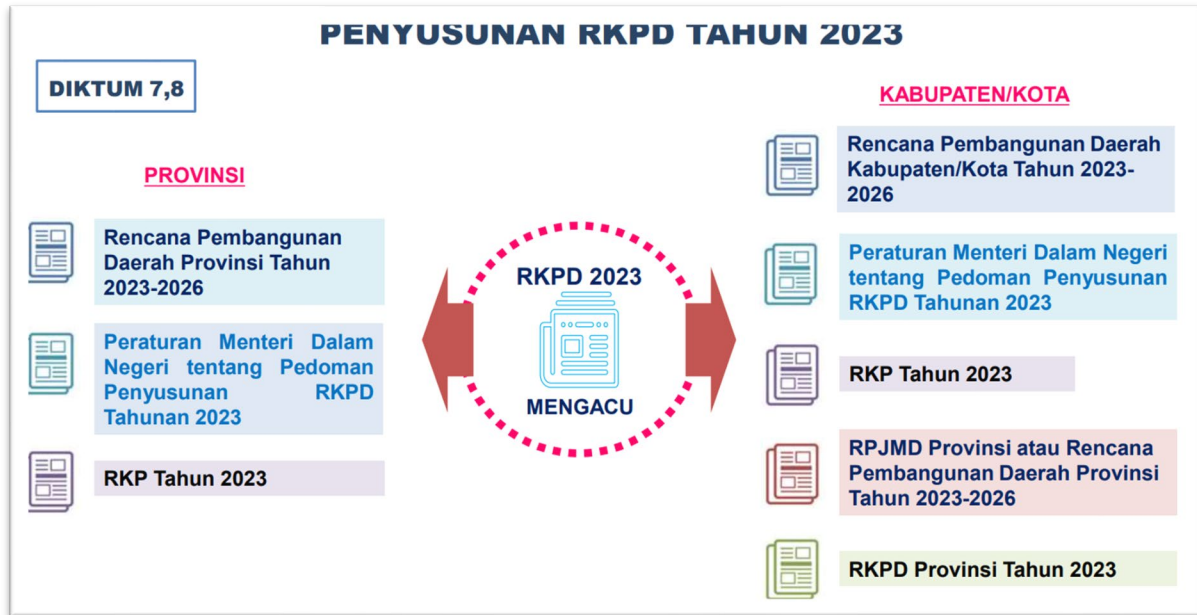 PENYUSUNAN RKPD TAHUN 2023
DIKTUM 7,8
PROVINSI
Rencana Pembangunan
Daerah Provinsi Tahun
2023-2026
Peraturan Menteri Dalam
Negeri tentang Pedoman
Penyusunan RKPD
Tahunan 2023
RKP Tahun 2023
RKPD 2023
MENGACU
KABUPATEN/KOTA
Rencana Pembangunan Daerah
Kabupaten/Kota Tahun 2023-
2026
Peraturan Menteri Dalam Negeri
tentang Pedoman Penyusunan
RKPD Tahunan 2023
RKP Tahun 2023
RPJMD Provinsi atau Rencana
Pembangunan Daerah Provinsi
Tahun 2023-2026
RKPD Provinsi Tahun 2023